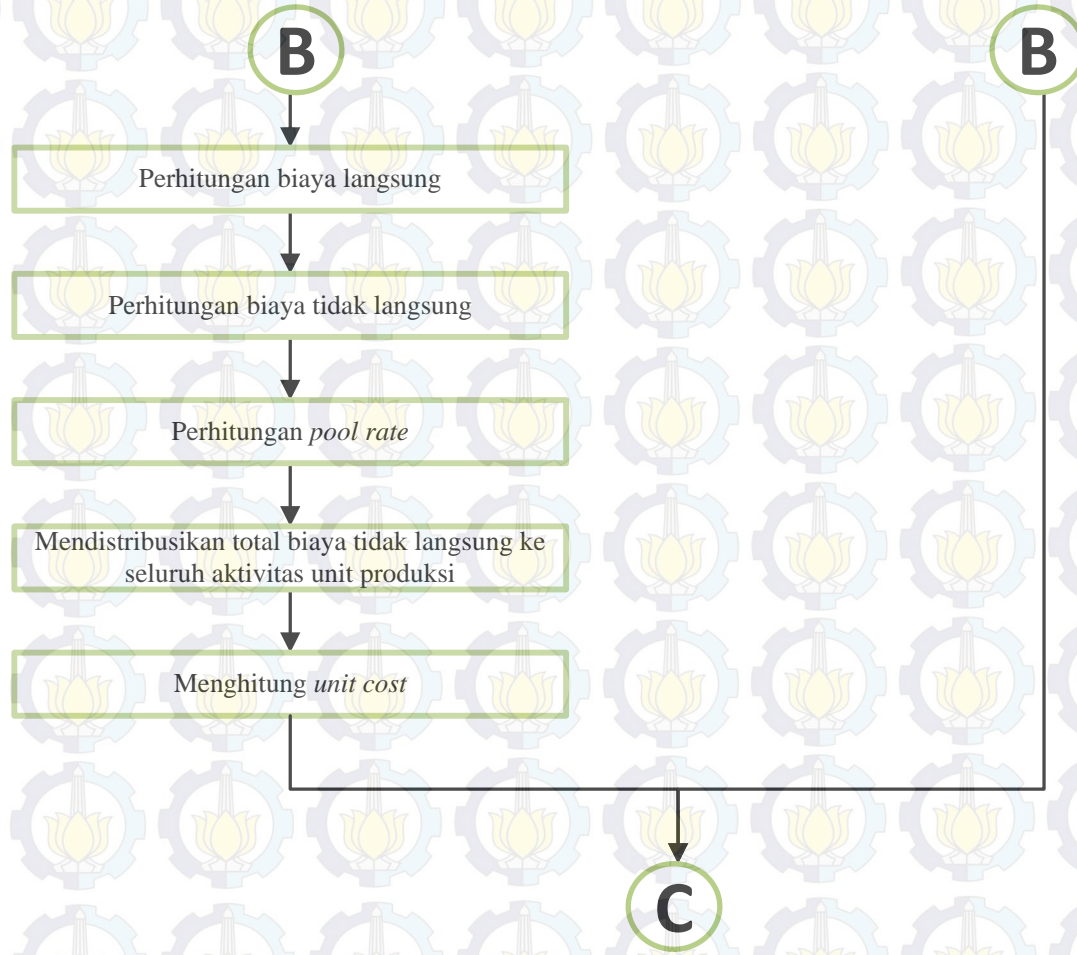 B
B
Perhitungan biaya langsung
Perhitungan biaya tidak langsung
Perhitungan pool rate
Mendistribusikan total biaya tidak langsung ke
seluruh aktivitas unit produksi
Menghitung unit cost
C